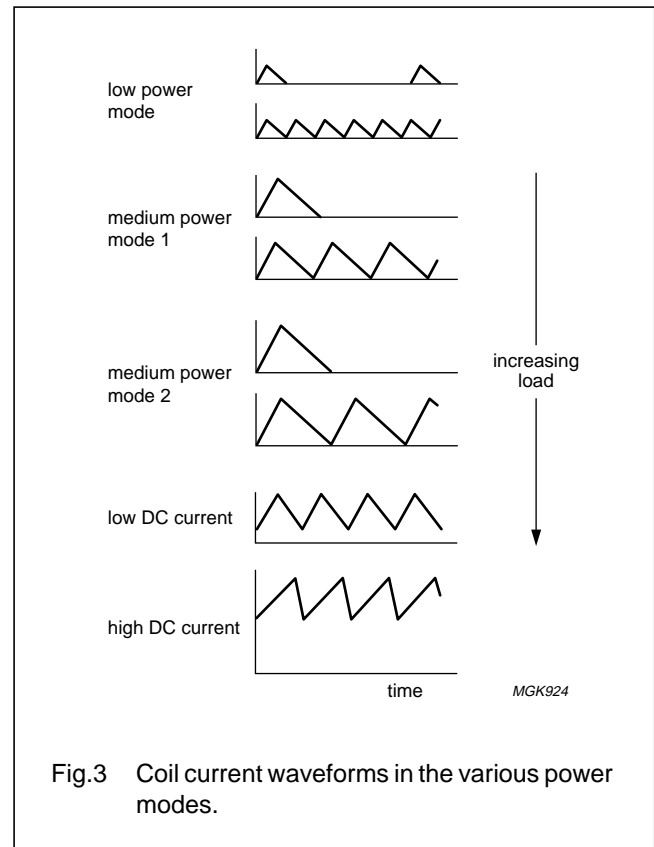 low power
mode
medium power
mode 1
medium power
mode 2
increasing
load
low DC current
high DC current
time
MGK924
Fig.3 Coil current waveforms in the various power
modes.